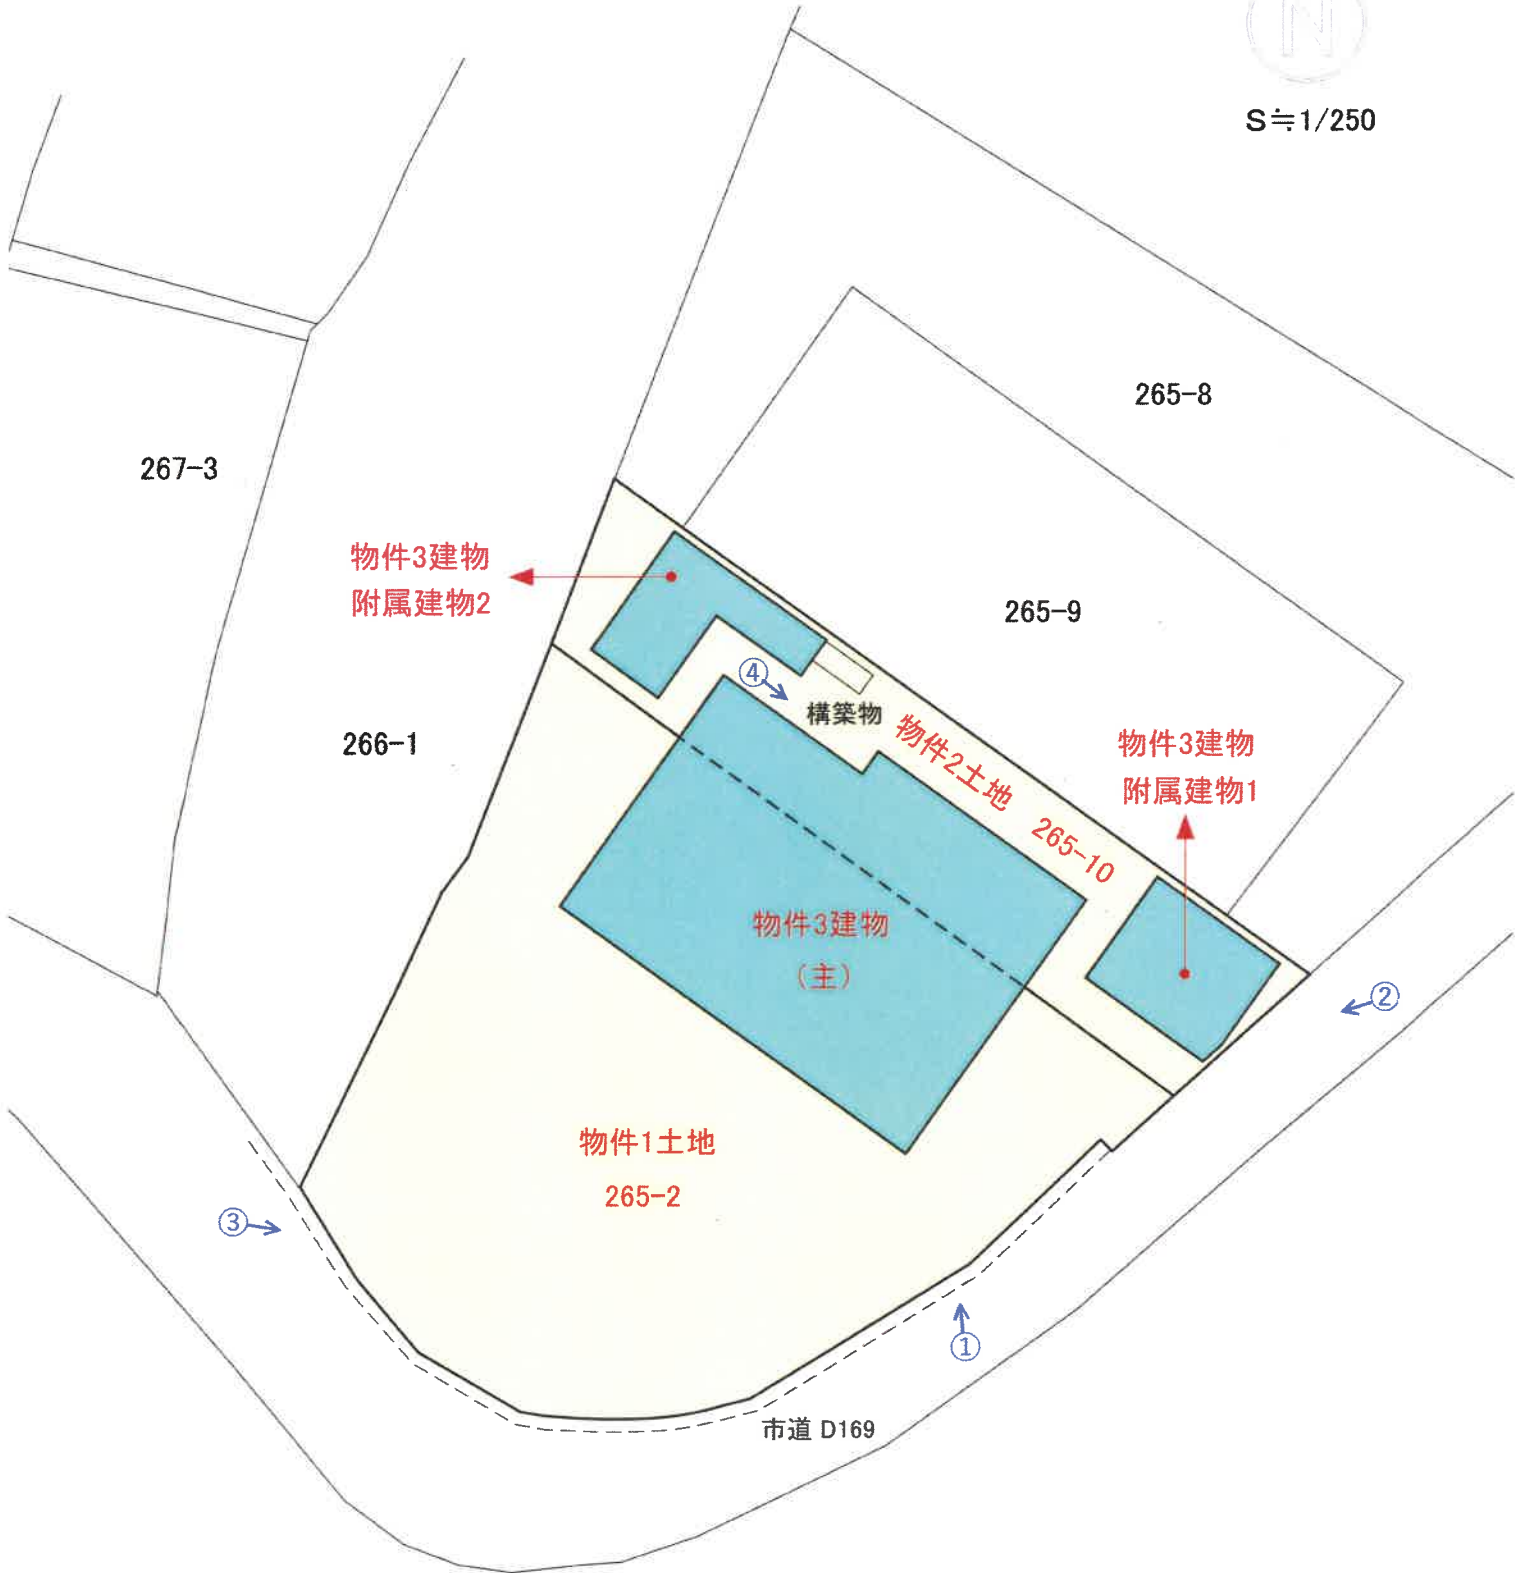 N
S≒1/250
265-8
267-3
物件3建物
附属建物2
265-9
④
構築物
物件2土地 265-10
物件3建物
附属建物1
266-1
物件3建物
（主）
②
物件1土地
265-2
③
①
市道 D169